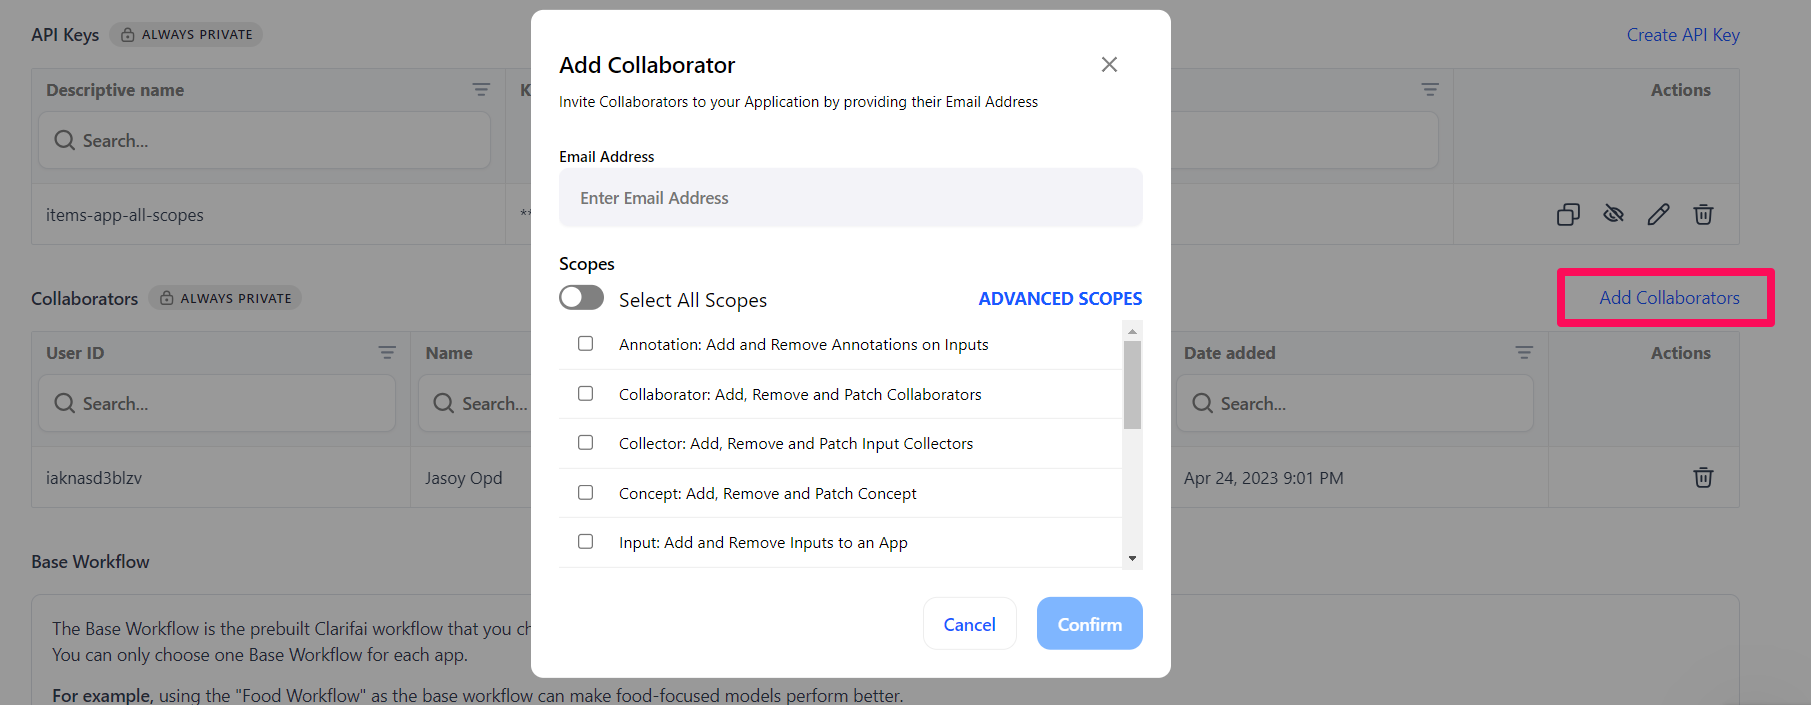 API Keys ALWAYS PRIVATE
Create API Key
Descriptive name
K
Actions
Search...
items-app-all-scopes
**
Add Collaborator
Invite Collaborators to your Application by providing their Email Address
Email Address
Enter Email Address
Scopes
Select All Scopes
ADVANCED SCOPES
Annotation: Add and Remove Annotations on Inputs
Collaborator: Add, Remove and Patch Collaborators
Collector: Add, Remove and Patch Input Collectors
Concept: Add, Remove and Patch Concept
Input: Add and Remove Inputs to an App
Cancel
Confirm
Collaborators ALWAYS PRIVATE
Add Collaborators
User ID
Name
Date added
Actions
Search...
Search...
Search...
iaknasd3blzv
Jasoy Opd
Apr 24, 2023 9:01 PM
Base Workflow
The Base Workflow is the prebuilt Clarifai workflow that you ch
You can only choose one Base Workflow for each app.
For example, using the "Food Workflow" as the base workflow can make food-focused models perform better.